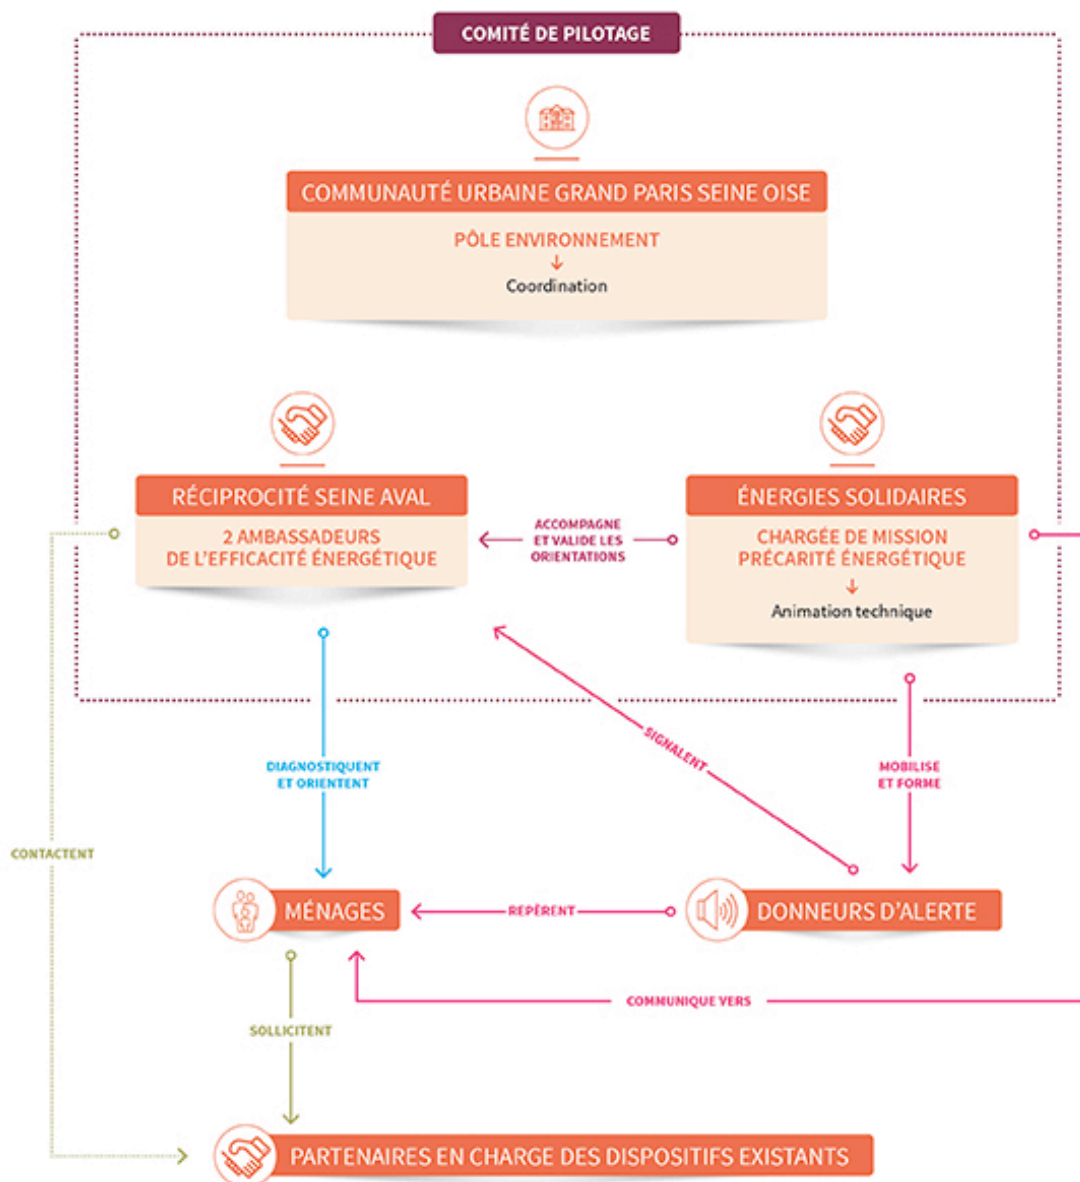 COMITÉ DE PILOTAGE
COMMUNAUTÉ URBAINE GRAND PARIS SEINE OISE
PÔLE ENVIRONNEMENT
Coordination
RÉCIPROCITÉ SEINE AVAL
2 AMBASSADEURS
DE L'EFFICACITÉ ÉNERGÉTIQUE
ACCOMPAGNE
ET VALIDE LES
ORIENTATIONS
ÉNERGIES SOLIDAIRES
CHARGÉE DE MISSION
PRÉCARITÉ ÉNERGÉTIQUE
Animation technique
DIAGNOSTIQUENT
ET ORIENTENT
SIGNALENT
MOBILISE
ET FORME
CONTACTENT
MÉNAGES
REPÈRENT
DONNEURS D'ALERTE
COMMUNIQUE VERS
SOLLICITENT
PARTENAIRES EN CHARGE DES DISPOSITIFS EXISTANTS